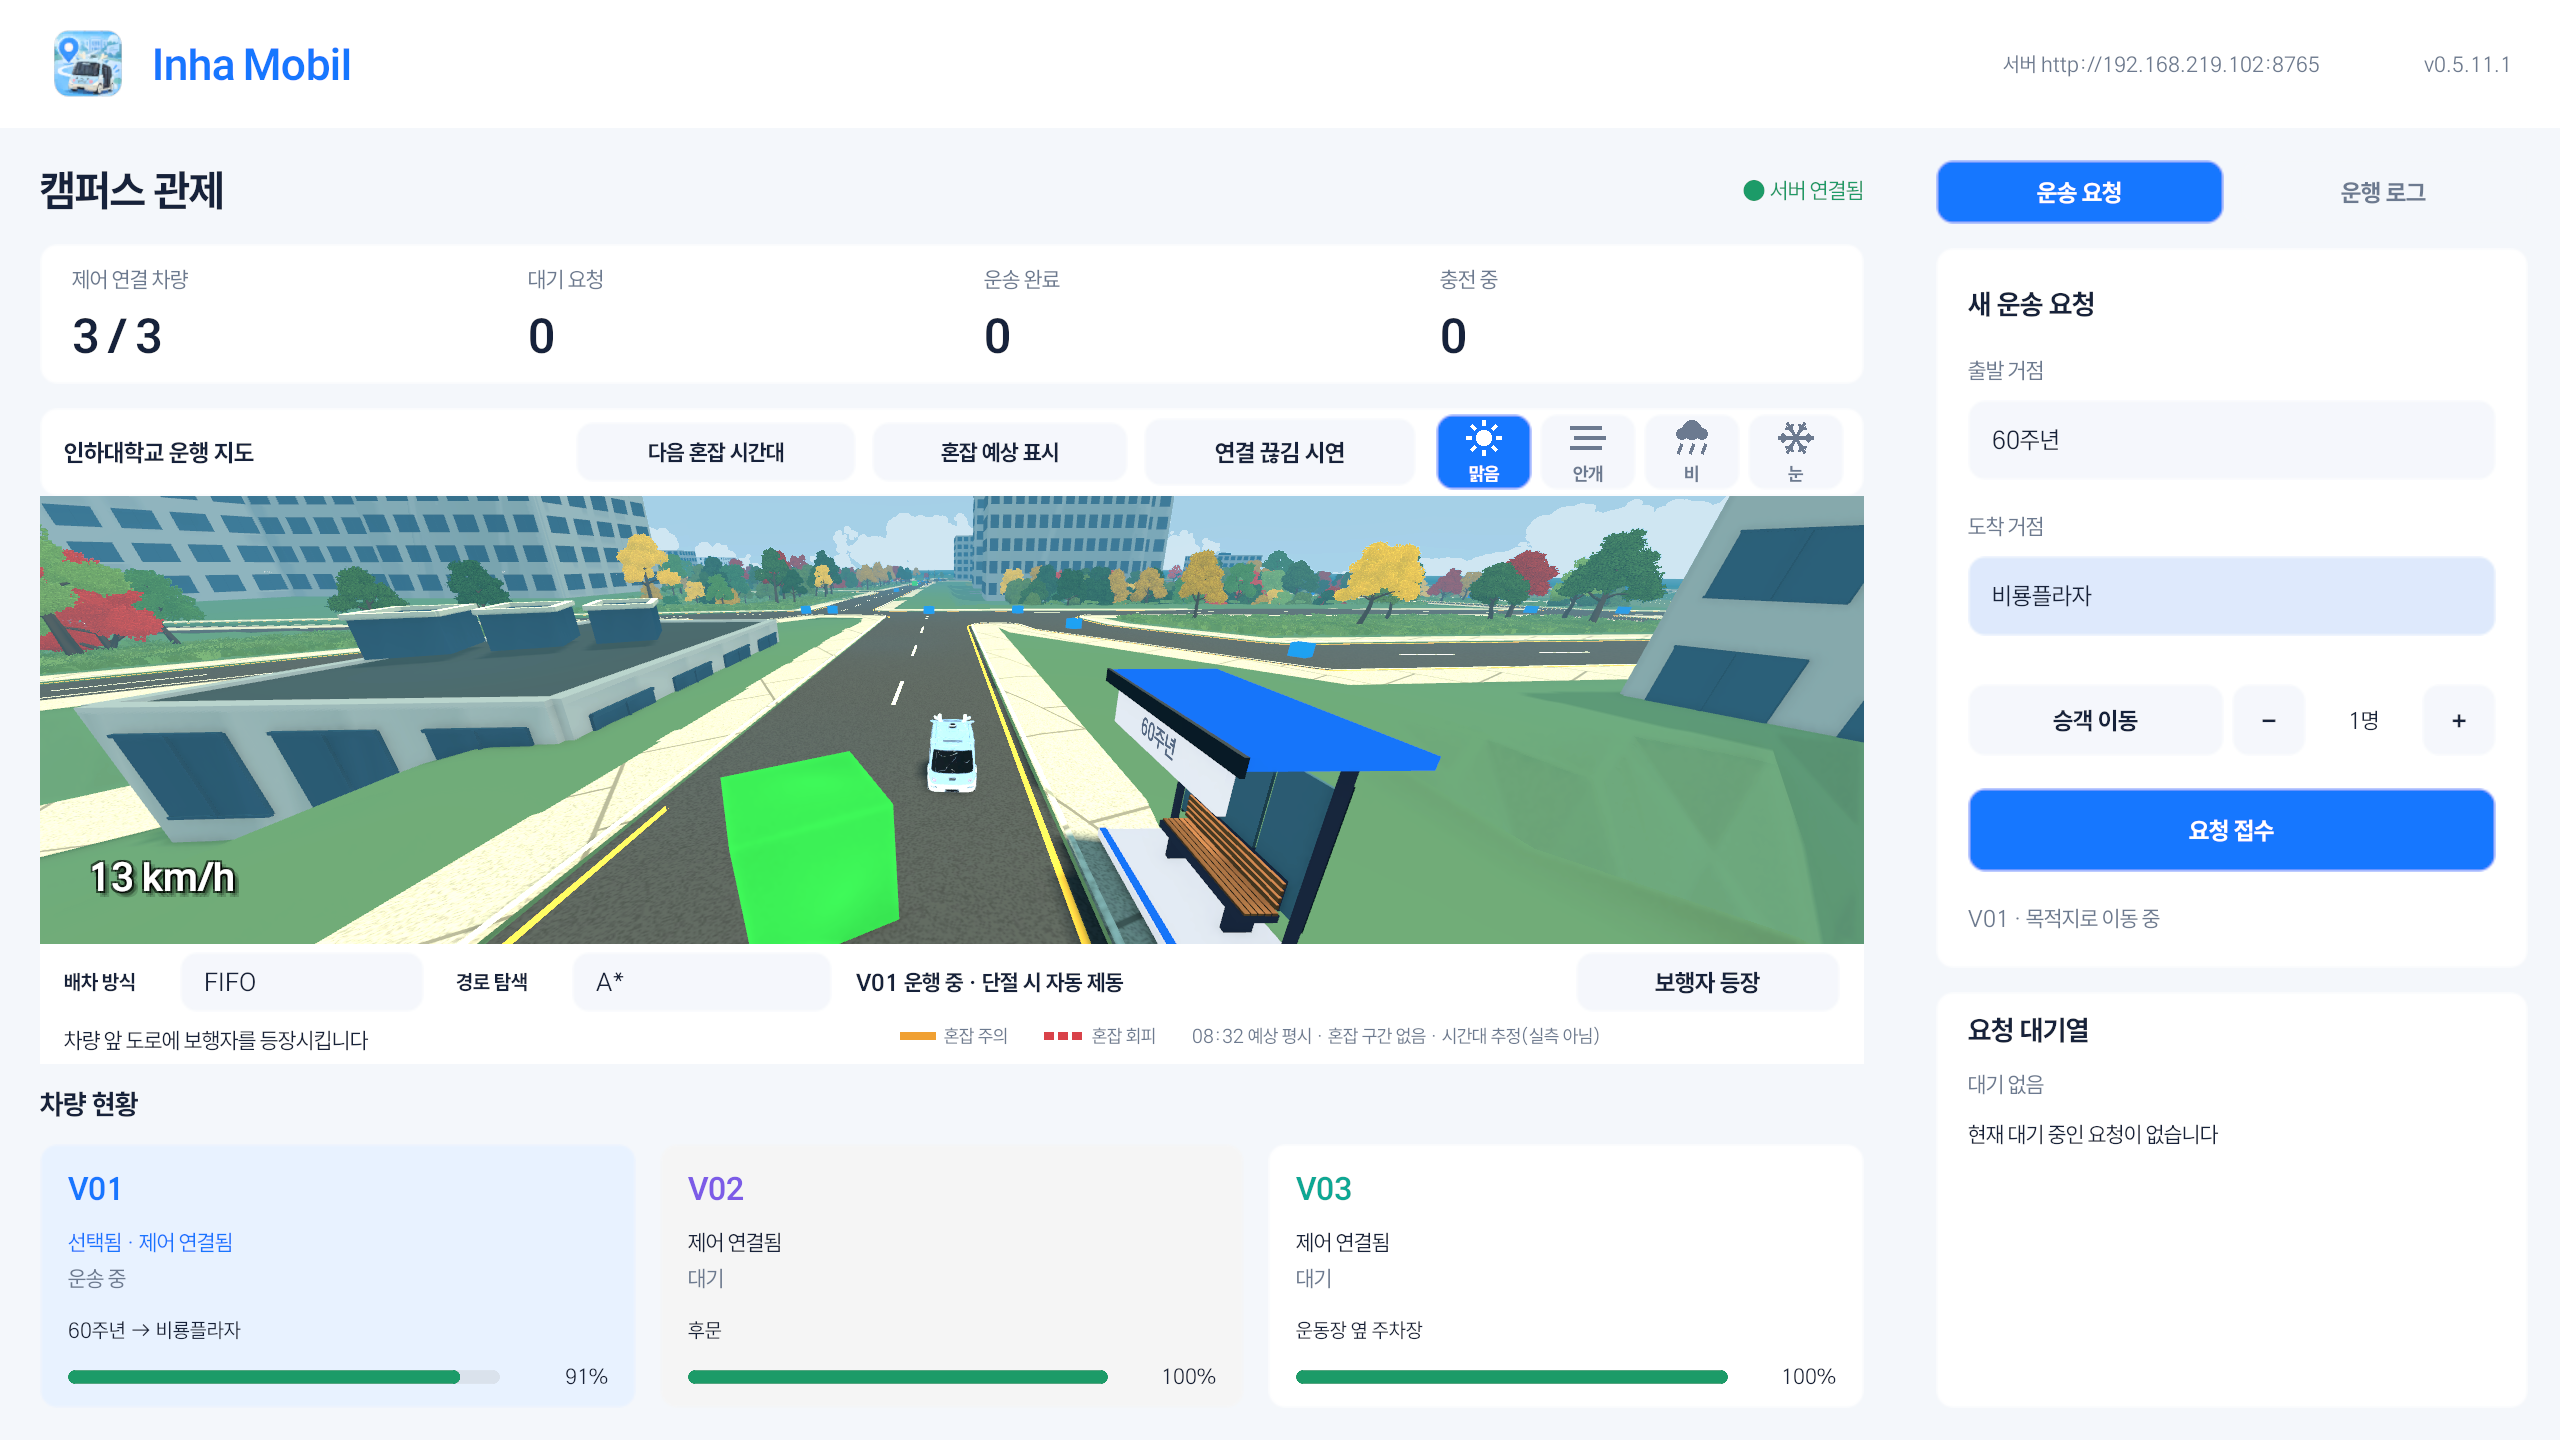 Inha Mobil
서버 http://192.168.219.102:8765
v0.5.11.1
캠퍼스 관제
서버 연결됨
제어 연결 차량
3 / 3
대기 요청
0
운송 완료
0
충전 중
0
인하대학교 운행 지도
다음 혼잡 시간대
혼잡 예상 표시
연결 끊김 시연
맑음
안개
비
눈
60주년
13 km/h
배차 방식
FIFO
경로 탐색
A*
V01 운행 중 · 단절 시 자동 제동
보행자 등장
차량 앞 도로에 보행자를 등장시킵니다
혼잡 주의
혼잡 회피
08:32 예상 평시 · 혼잡 구간 없음 · 시간대 추정(실측 아님)
차량 현황
V01
선택됨 · 제어 연결됨
운송 중
60주년 → 비룡플라자
91%
V02
제어 연결됨
대기
후문
100%
V03
제어 연결됨
대기
운동장 옆 주차장
100%
운송 요청
운행 로그
새 운송 요청
출발 거점
60주년
도착 거점
비룡플라자
승객 이동
−
1명
+
요청 접수
V01 · 목적지로 이동 중
요청 대기열
대기 없음
현재 대기 중인 요청이 없습니다